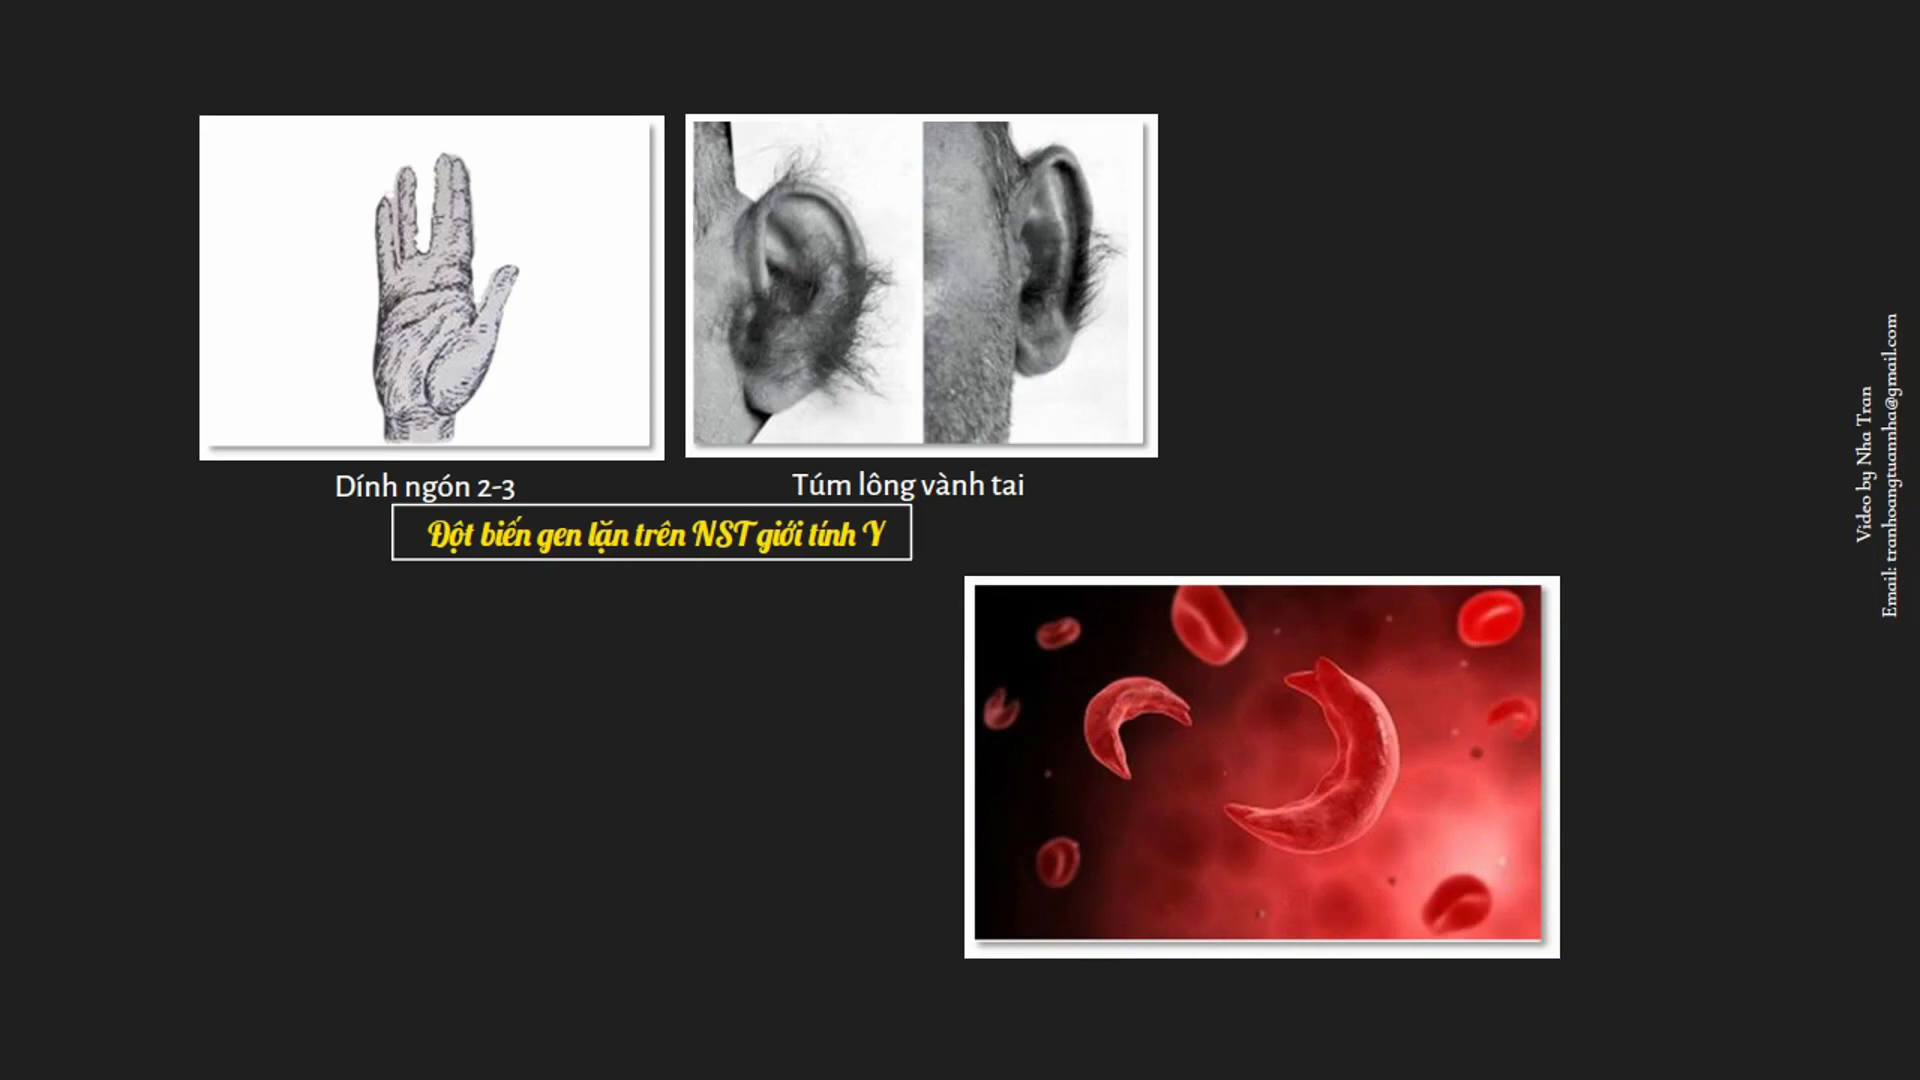 Dính ngón 2-3
Túm lông vành tai
Đột biến gen lặn trên NST giới tính Y
Video by Nha Tran
Email: tranhoangtuannha@gmail.com